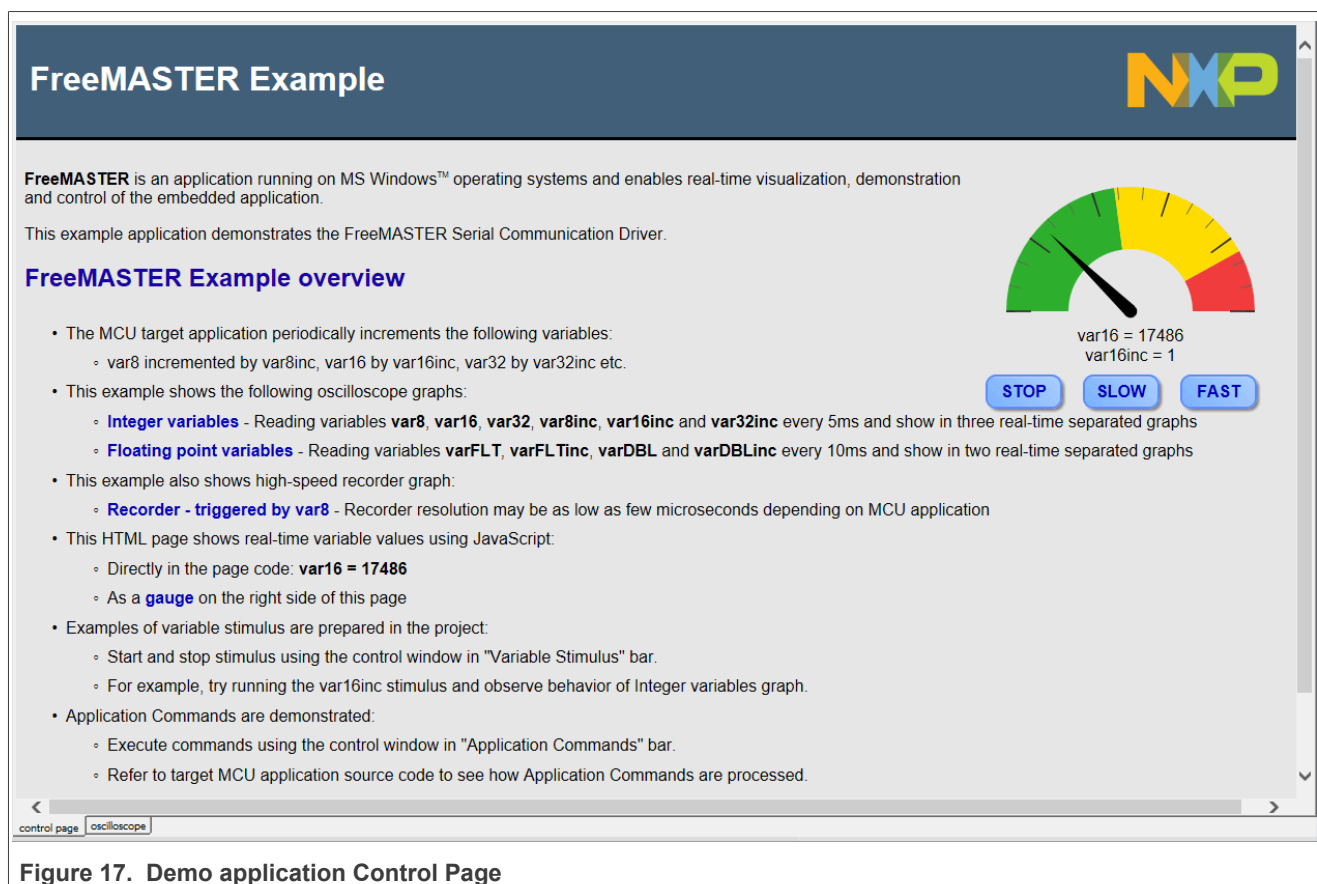 FreeMASTER Example
NXP
FreeMASTER is an application running on MS Windows™ operating systems and enables real-time visualization, demonstration
and control of the embedded application.
This example application demonstrates the FreeMASTER Serial Communication Driver.
FreeMASTER Example overview
• The MCU target application periodically increments the following variables:
◦ var8 incremented by var8inc, var16 by var16inc, var32 by var32inc etc.
var16 = 17486
var16inc = 1
STOP SLOW FAST
• This example shows the following oscilloscope graphs:
◦ Integer variables - Reading variables var8, var16, var32, var8inc, var16inc and var32inc every 5ms and show in three real-time separated graphs
◦ Floating point variables - Reading variables varFLT, varFLTinc, varDBL and varDBLinc every 10ms and show in two real-time separated graphs
• This example also shows high-speed recorder graph:
◦ Recorder - triggered by var8 - Recorder resolution may be as low as few microseconds depending on MCU application
• This HTML page shows real-time variable values using JavaScript:
◦ Directly in the page code: var16 = 17486
◦ As a gauge on the right side of this page
• Examples of variable stimulus are prepared in the project:
◦ Start and stop stimulus using the control window in "Variable Stimulus" bar.
◦ For example, try running the var16inc stimulus and observe behavior of Integer variables graph.
• Application Commands are demonstrated:
◦ Execute commands using the control window in "Application Commands" bar.
◦ Refer to target MCU application source code to see how Application Commands are processed.
control page oscilloscope
Figure 17. Demo application Control Page